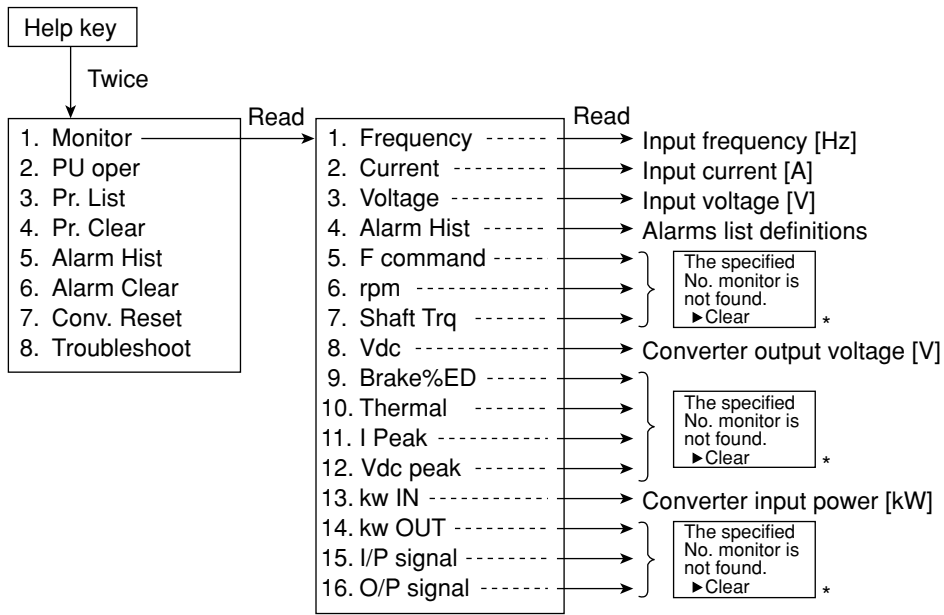 Help key
Twice
Read
Read
1. Monitor
2. PU oper
3. Pr. List
4. Pr. Clear
5. Alarm Hist
6. Alarm Clear
7. Conv. Reset
8. Troubleshoot
1. Frequency
2. Current
3. Voltage
4. Alarm Hist
5. F command
6. rpm
7. Shaft Trq
8. Vdc
9. Brake%ED
10. Thermal
11. I Peak
12. Vdc peak
13. kw IN
14. kw OUT
15. I/P signal
16. O/P signal
Input frequency [Hz]
Input current [A]
Input voltage [V]
Alarms list definitions
The specified
No. monitor is
not found.
►Clear *
Converter output voltage [V]
The specified
No. monitor is
not found.
►Clear *
Converter input power [kW]
The specified
No. monitor is
not found.
►Clear *